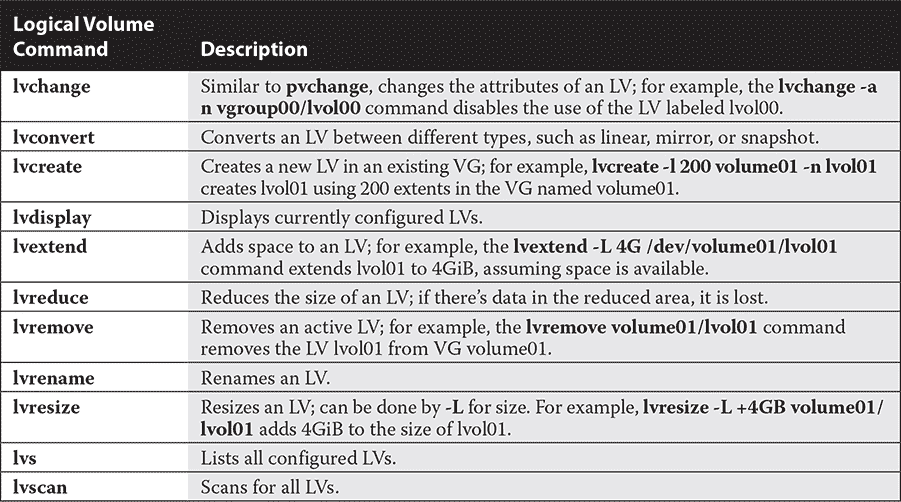 Logical Volume
Command Description
lvchange Similar to pvchange, changes the attributes of an LV; for example, the lvchange -a
n vgroup00/lvol00 command disables the use of the LV labeled lvol00.
lvconvert Converts an LV between different types, such as linear, mirror, or snapshot.
lvcreate Creates a new LV in an existing VG; for example, lvcreate -l 200 volume01 -n lvol01
creates lvol01 using 200 extents in the VG named volume01.
lvdisplay Displays currently configured LVs.
lvextend Adds space to an LV; for example, the lvextend -L 4G /dev/volume01/lvol01
command extends lvol01 to 4GiB, assuming space is available.
lvreduce Reduces the size of an LV; if there's data in the reduced area, it is lost.
lvremove Removes an active LV; for example, the lvremove volume01/lvol01 command
removes the LV lvol01 from VG volume01.
lvrename Renames an LV.
lvresize Resizes an LV; can be done by -L for size. For example, lvresize -L +4GB volume01/
lvol01 adds 4GiB to the size of lvol01.
lvs Lists all configured LVs.
lvscan Scans for all LVs.